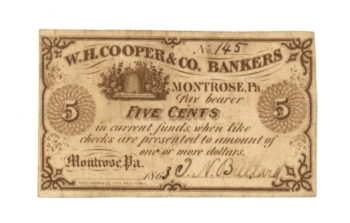 No. 145
W.H. COOPER & CO. BANKERS
MONTROSE, Pa.
Pay bearer
5 FIVE CENTS 5
in current funds, when like
checks are presented to amount of
one or more dollars.
Montrose, Pa.
1863